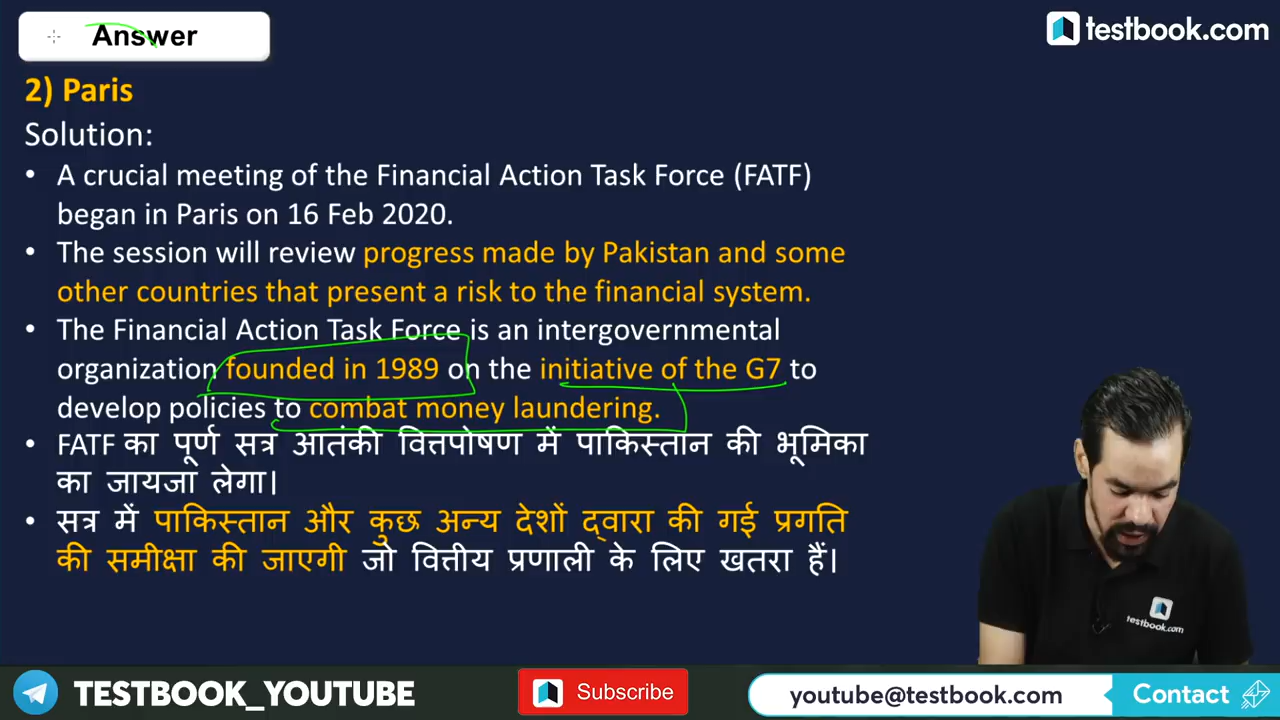 Answer
testbook.com
2) Paris
Solution:
• A crucial meeting of the Financial Action Task Force (FATF)
began in Paris on 16 Feb 2020.
• The session will review progress made by Pakistan and some
other countries that present a risk to the financial system.
• The Financial Action Task Force is an intergovernmental
organization founded in 1989 on the initiative of the G7 to
develop policies to combat money laundering.
• FATF का पूर्ण सत्र आतंकी वित्तपोषण में पाकिस्तान की भूमिका
का जायजा लेगा।
• सत्र में पाकिस्तान और कुछ अन्य देशों द्वारा की गई प्रगति
की समीक्षा की जाएगी जो वित्तीय प्रणाली के लिए खतरा हैं।
testbook.com
TESTBOOK_YOUTUBE
Subscribe
youtube@testbook.com
Contact